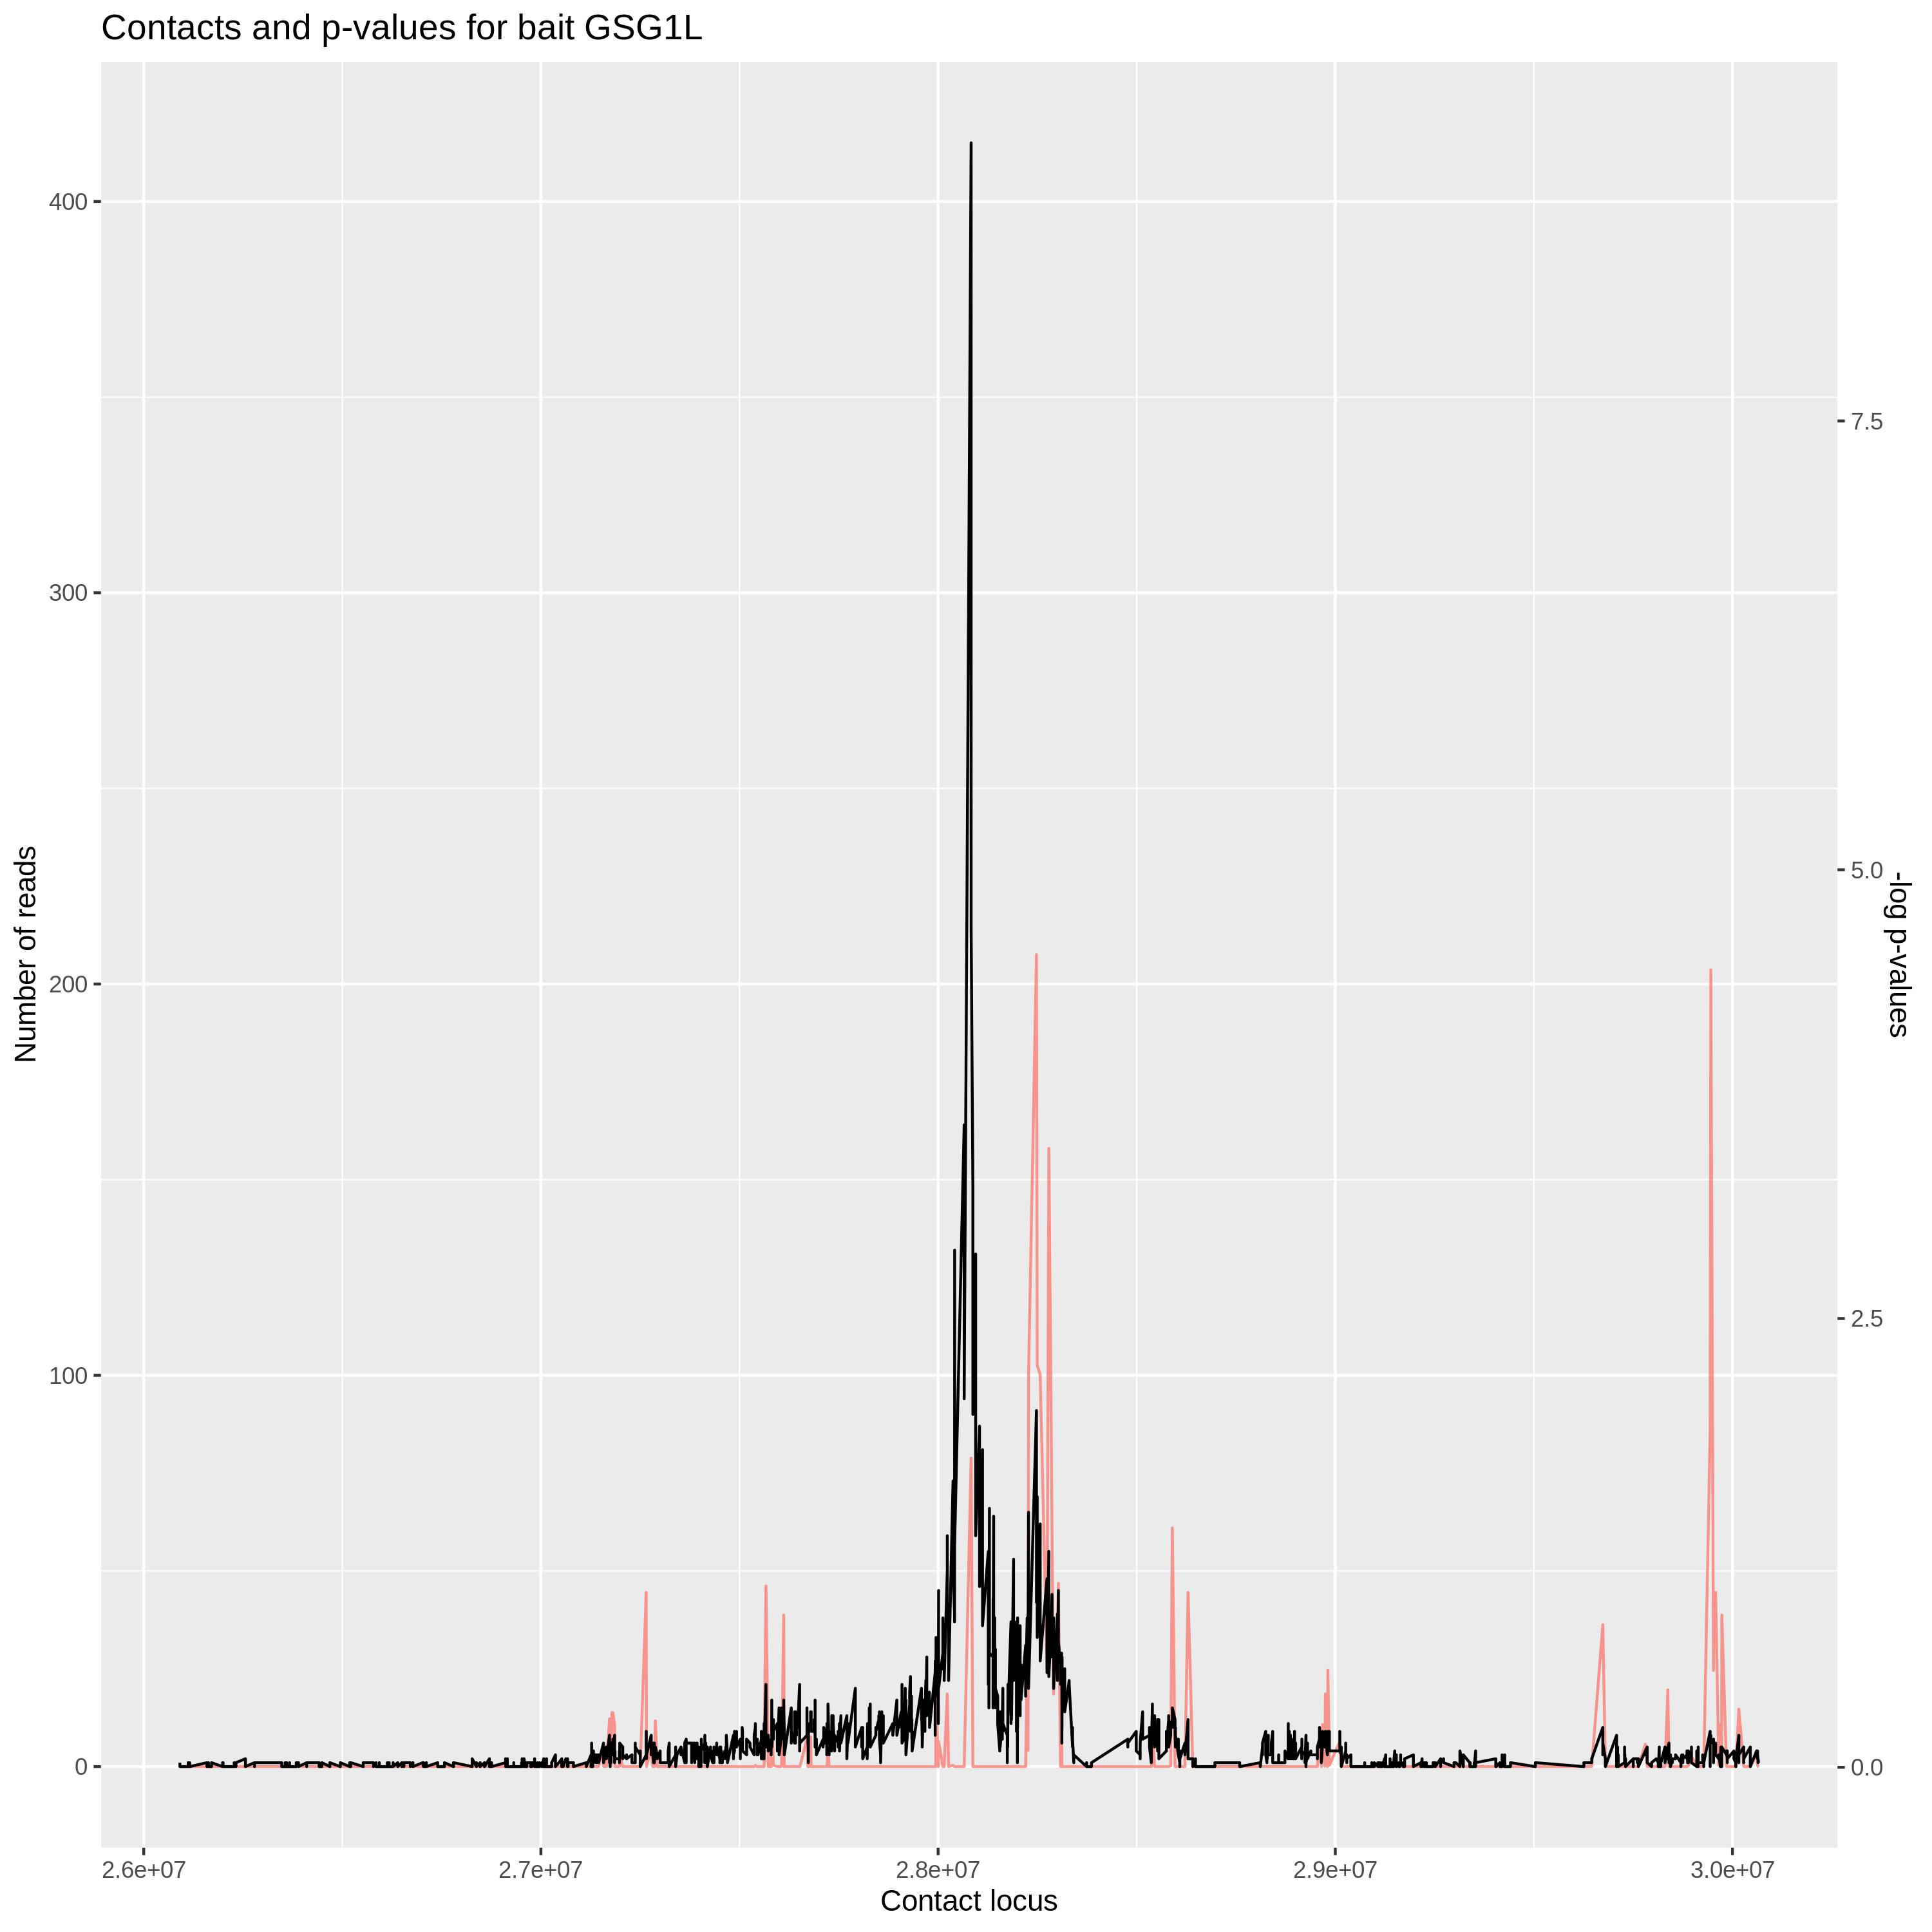 Contacts and p-values for bait GSG1L
Number of reads
400
300
200
100
0
7.5
5.0
2.5
0.0
-log p-values
2.6e+07 2.7e+07 2.8e+07 2.9e+07 3.0e+07
Contact locus